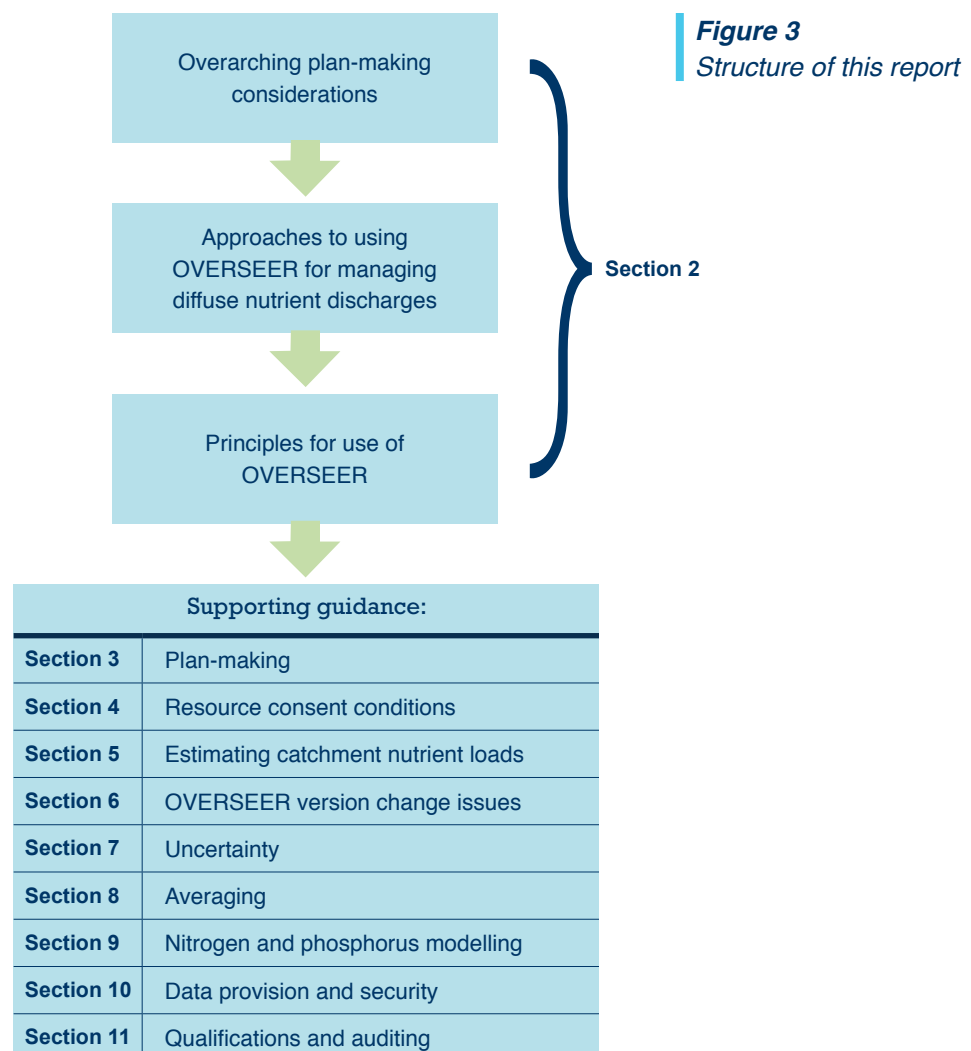 Figure 3
Structure of this report
Overarching plan-making
considerations
Approaches to using
OVERSEER for managing
diffuse nutrient discharges
Principles for use of
OVERSEER
Section 2
Supporting guidance:
Section 3 Plan-making
Section 4 Resource consent conditions
Section 5 Estimating catchment nutrient loads
Section 6 OVERSEER version change issues
Section 7 Uncertainty
Section 8 Averaging
Section 9 Nitrogen and phosphorus modelling
Section 10 Data provision and security
Section 11 Qualifications and auditing